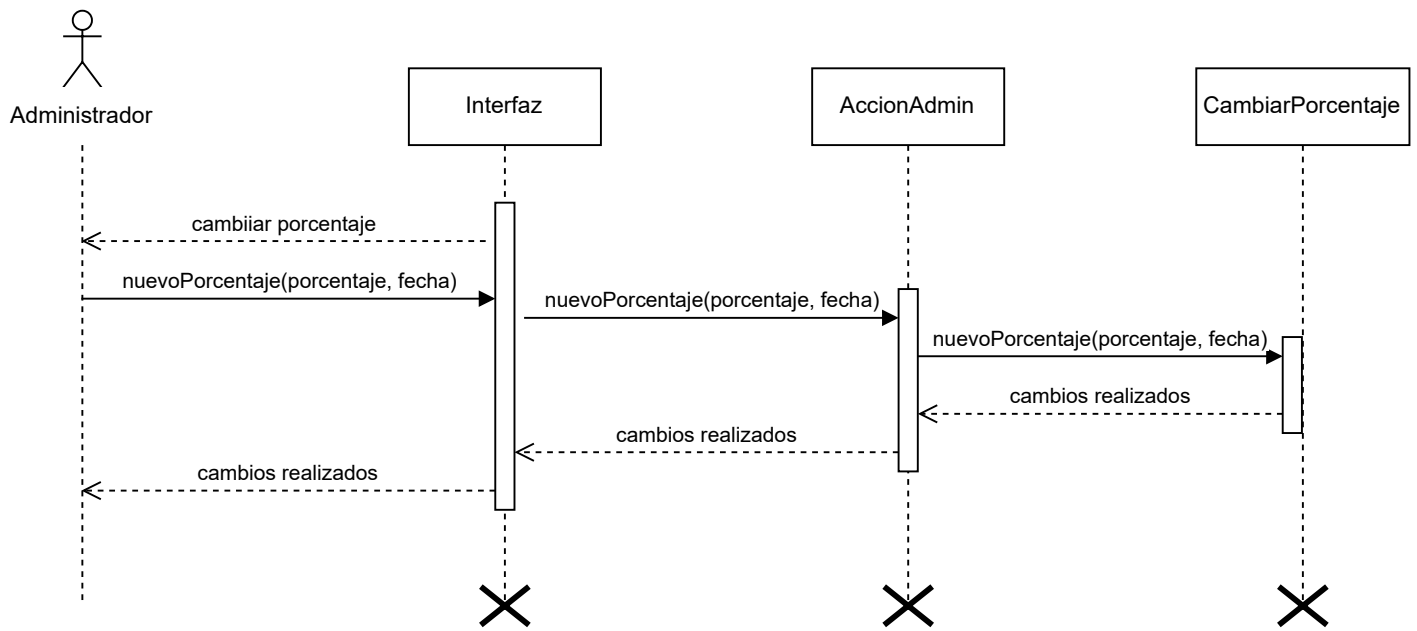 Administrador
Interfaz
AccionAdmin
CambiarPorcentaje
cambiiar porcentaje
nuevoPorcentaje(porcentaje, fecha)
nuevoPorcentaje(porcentaje, fecha)
nuevoPorcentaje(porcentaje, fecha)
cambios realizados
cambios realizados
cambios realizados